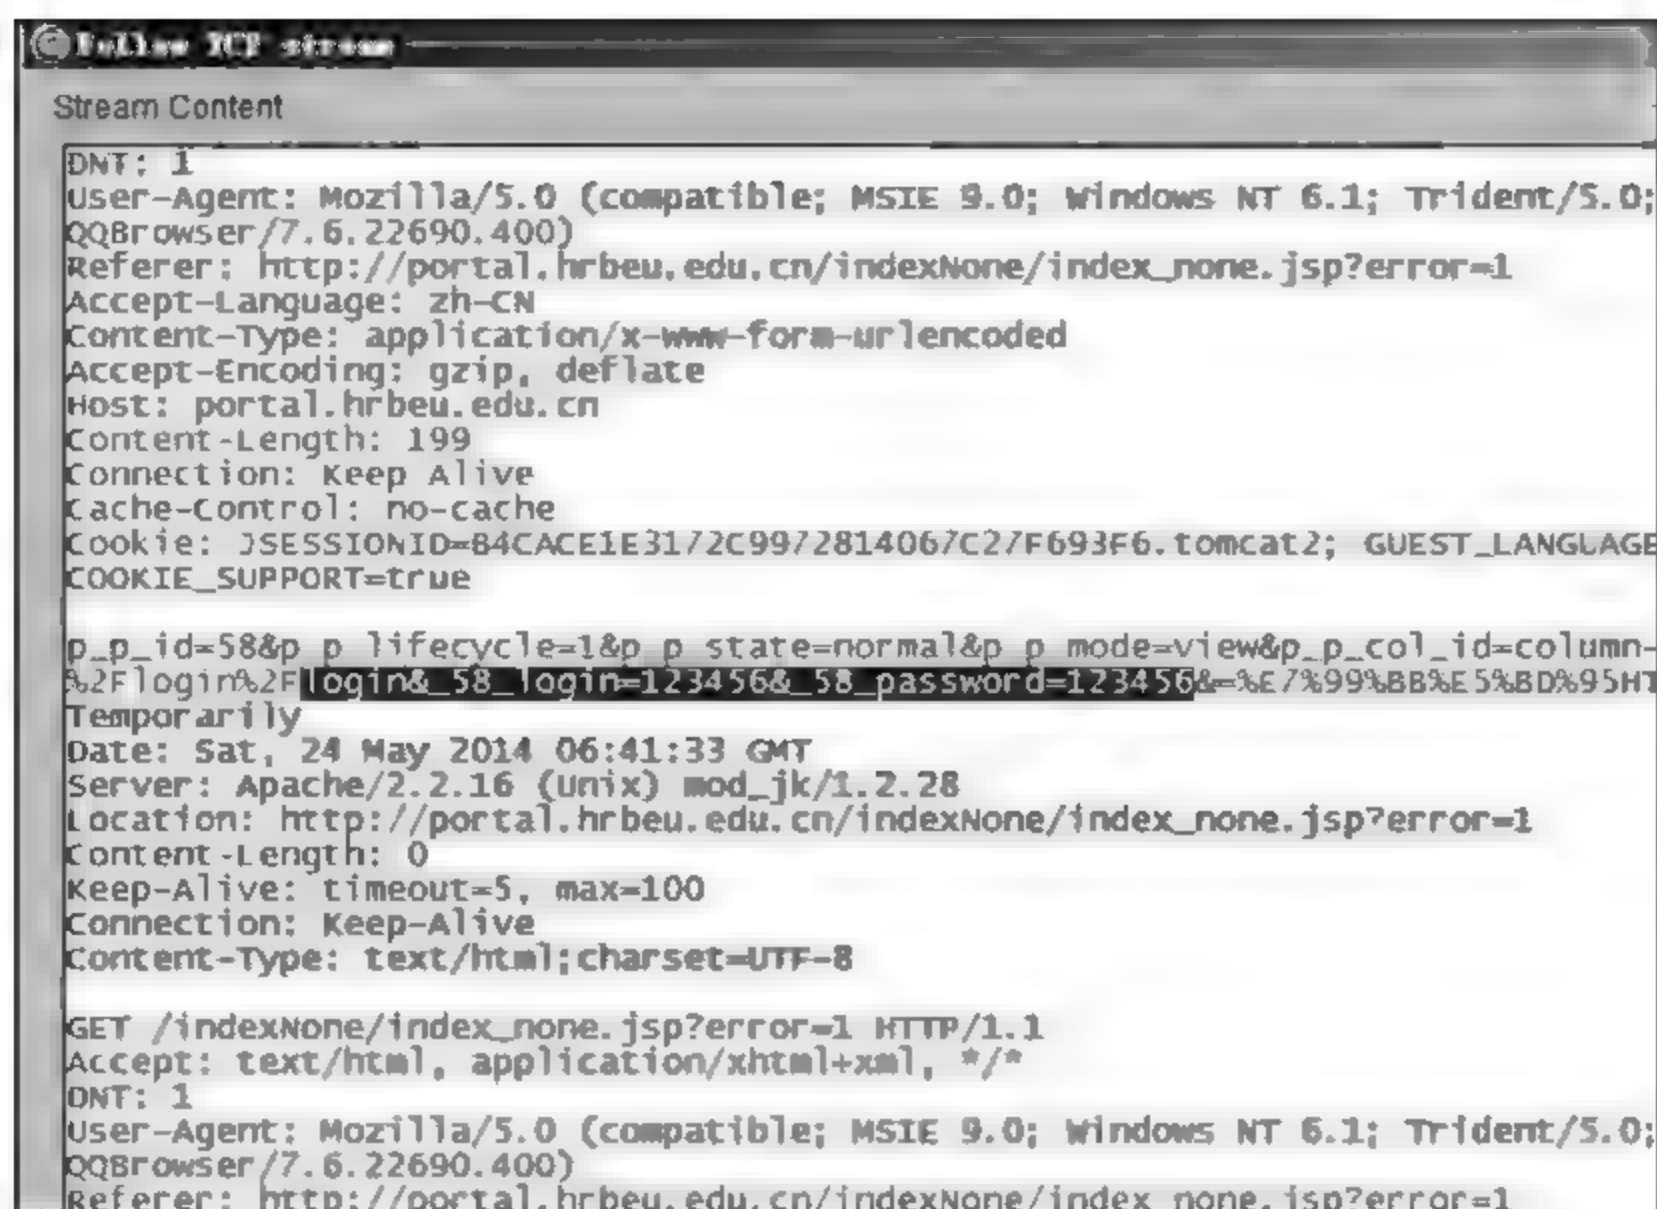 Follow TCP stream
Stream Content
DNT: 1
User-Agent: Mozilla/5.0 (compatible; MSIE 9.0; Windows NT 6.1; Trident/5.0;
QQBrowser/7.6.22690.400)
Referer: http://portal.hrbeu.edu.cn/indexNone/index_none.jsp?error=1
Accept-Language: zh-CN
Content-Type: application/x-www-form-urlencoded
Accept-Encoding: gzip, deflate
Host: portal.hrbeu.edu.cn
Content-Length: 199
Connection: Keep Alive
Cache-Control: no-cache
Cookie: JSESSIONID=B4CACE1E3172C9972814067C27F693F6.tomcat2; GUEST_LANGUAGE
COOKIE_SUPPORT=true
p_p_id=58&p_p_lifecycle=1&p_p_state=normal&p_p_mode=view&p_p_col_id=column-
%2Flogin%2Flogin&_58_login=123456&_58_password=123456&=%E7%99%BB%E5%BD%95HT
Temporarily
Date: Sat, 24 May 2014 06:41:33 GMT
Server: Apache/2.2.16 (Unix) mod_jk/1.2.28
Location: http://portal.hrbeu.edu.cn/indexNone/index_none.jsp?error=1
Content-Length: 0
Keep-Alive: timeout=5, max=100
Connection: Keep-Alive
Content-Type: text/html;charset=UTF-8
GET /indexNone/index_none.jsp?error=1 HTTP/1.1
Accept: text/html, application/xhtml+xml, */*
DNT: 1
User-Agent: Mozilla/5.0 (compatible; MSIE 9.0; Windows NT 6.1; Trident/5.0;
QQBrowser/7.6.22690.400)
Referer: http://portal.hrbeu.edu.cn/indexNone/index_none.jsp?error=1